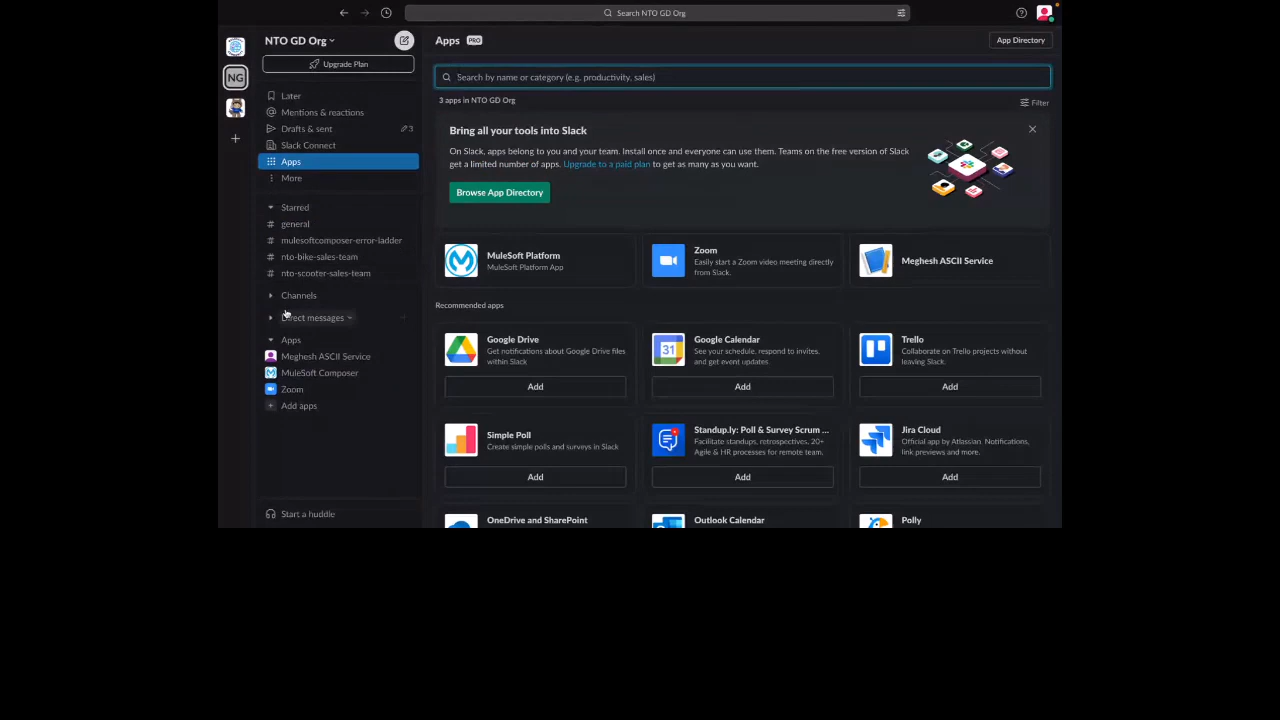 Search NTO GD Org
NTO GD Org
Upgrade Plan
NG
Later
Mentions & reactions
Drafts & sent
3
Slack Connect
Apps
More
Starred
# general
# mulesoftcomposer-error-ladder
# nto-bike-sales-team
# nto-scooter-sales-team
Channels
Direct messages
Apps
Meghesh ASCII Service
MuleSoft Composer
Zoom
+ Add apps
Start a huddle
Apps PRO
App Directory
Search by name or category (e.g. productivity, sales)
3 apps in NTO GD Org
Filter
Bring all your tools into Slack
On Slack, apps belong to you and your team. Install once and everyone can use them. Teams on the free version of Slack
get a limited number of apps. Upgrade to a paid plan to get as many as you want.
Browse App Directory
MuleSoft Platform
MuleSoft Platform App
Zoom
Easily start a Zoom video meeting directly
from Slack.
Meghesh ASCII Service
Recommended apps
Google Drive
Get notifications about Google Drive files
within Slack
Add
31
Google Calendar
See your schedule, respond to invites,
and get event updates.
Add
Trello
Collaborate on Trello projects without
leaving Slack.
Add
Simple Poll
Create simple polls and surveys in Slack
Add
Standup.ly: Poll & Survey Scrum ...
Facilitate standups, retrospectives, 20+
Agile & HR processes for remote team.
Add
Jira Cloud
Official app by Atlassian. Notifications,
link previews and more.
Add
OneDrive and SharePoint
Outlook Calendar
Polly